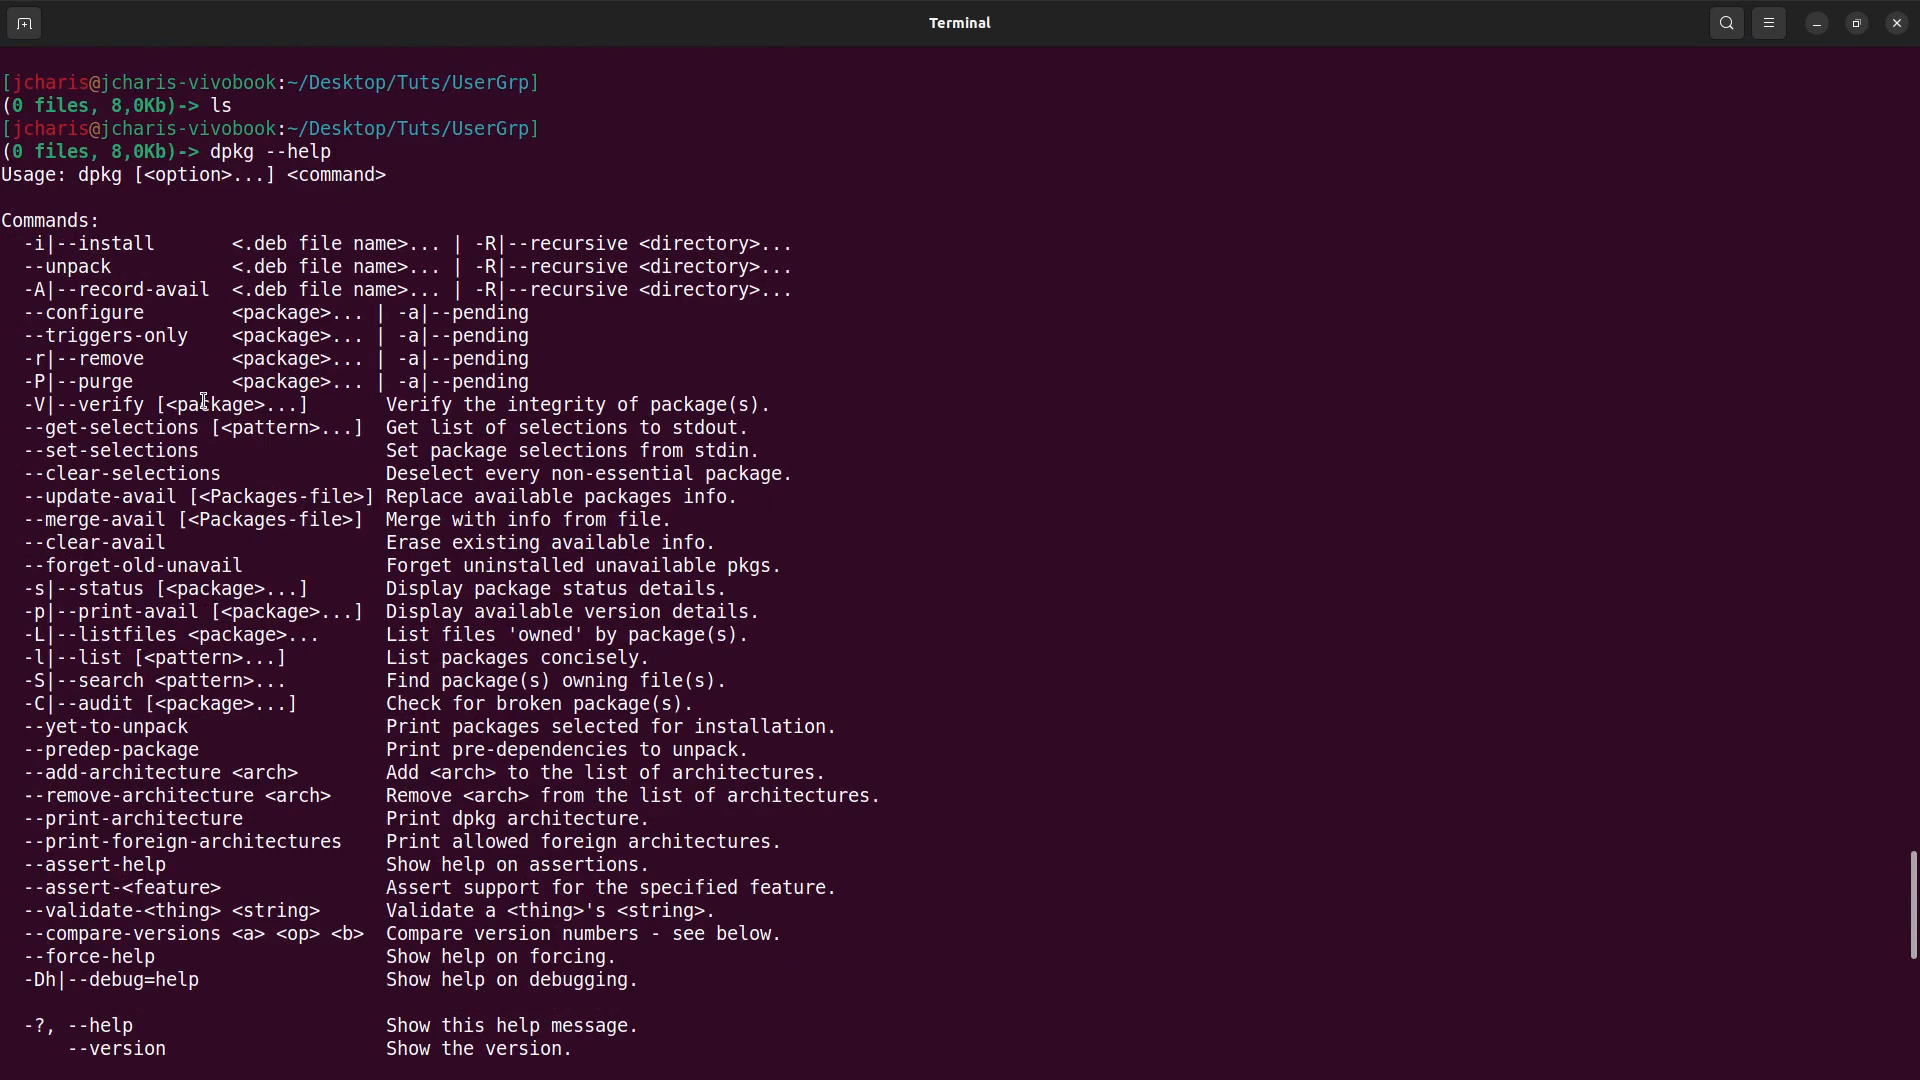 Terminal
[jcharis@jcharis-vivobook:~/Desktop/Tuts/UserGrp]
(0 files, 8,0Kb)-> ls
[jcharis@jcharis-vivobook:~/Desktop/Tuts/UserGrp]
(0 files, 8,0Kb)-> dpkg --help
Usage: dpkg [<option>...] <command>

Commands:
  -i|--install       <.deb file name>... | -R|--recursive <directory>...
  --unpack           <.deb file name>... | -R|--recursive <directory>...
  -A|--record-avail  <.deb file name>... | -R|--recursive <directory>...
  --configure        <package>... | -a|--pending
  --triggers-only    <package>... | -a|--pending
  -r|--remove        <package>... | -a|--pending
  -P|--purge         <package>... | -a|--pending
  -V|--verify [<package>...]       Verify the integrity of package(s).
  --get-selections [<pattern>...]  Get list of selections to stdout.
  --set-selections                 Set package selections from stdin.
  --clear-selections               Deselect every non-essential package.
  --update-avail [<Packages-file>] Replace available packages info.
  --merge-avail [<Packages-file>]  Merge with info from file.
  --clear-avail                    Erase existing available info.
  --forget-old-unavail             Forget uninstalled unavailable pkgs.
  -s|--status [<package>...]       Display package status details.
  -p|--print-avail [<package>...]  Display available version details.
  -L|--listfiles <package>...      List files 'owned' by package(s).
  -l|--list [<pattern>...]         List packages concisely.
  -S|--search <pattern>...         Find package(s) owning file(s).
  -C|--audit [<package>...]        Check for broken package(s).
  --yet-to-unpack                  Print packages selected for installation.
  --predep-package                 Print pre-dependencies to unpack.
  --add-architecture <arch>        Add <arch> to the list of architectures.
  --remove-architecture <arch>     Remove <arch> from the list of architectures.
  --print-architecture             Print dpkg architecture.
  --print-foreign-architectures    Print allowed foreign architectures.
  --assert-help                    Show help on assertions.
  --assert-<feature>               Assert support for the specified feature.
  --validate-<thing> <string>      Validate a <thing>'s <string>.
  --compare-versions <a> <op> <b>  Compare version numbers - see below.
  --force-help                     Show help on forcing.
  -Dh|--debug=help                 Show help on debugging.

  -?, --help                       Show this help message.
      --version                    Show the version.